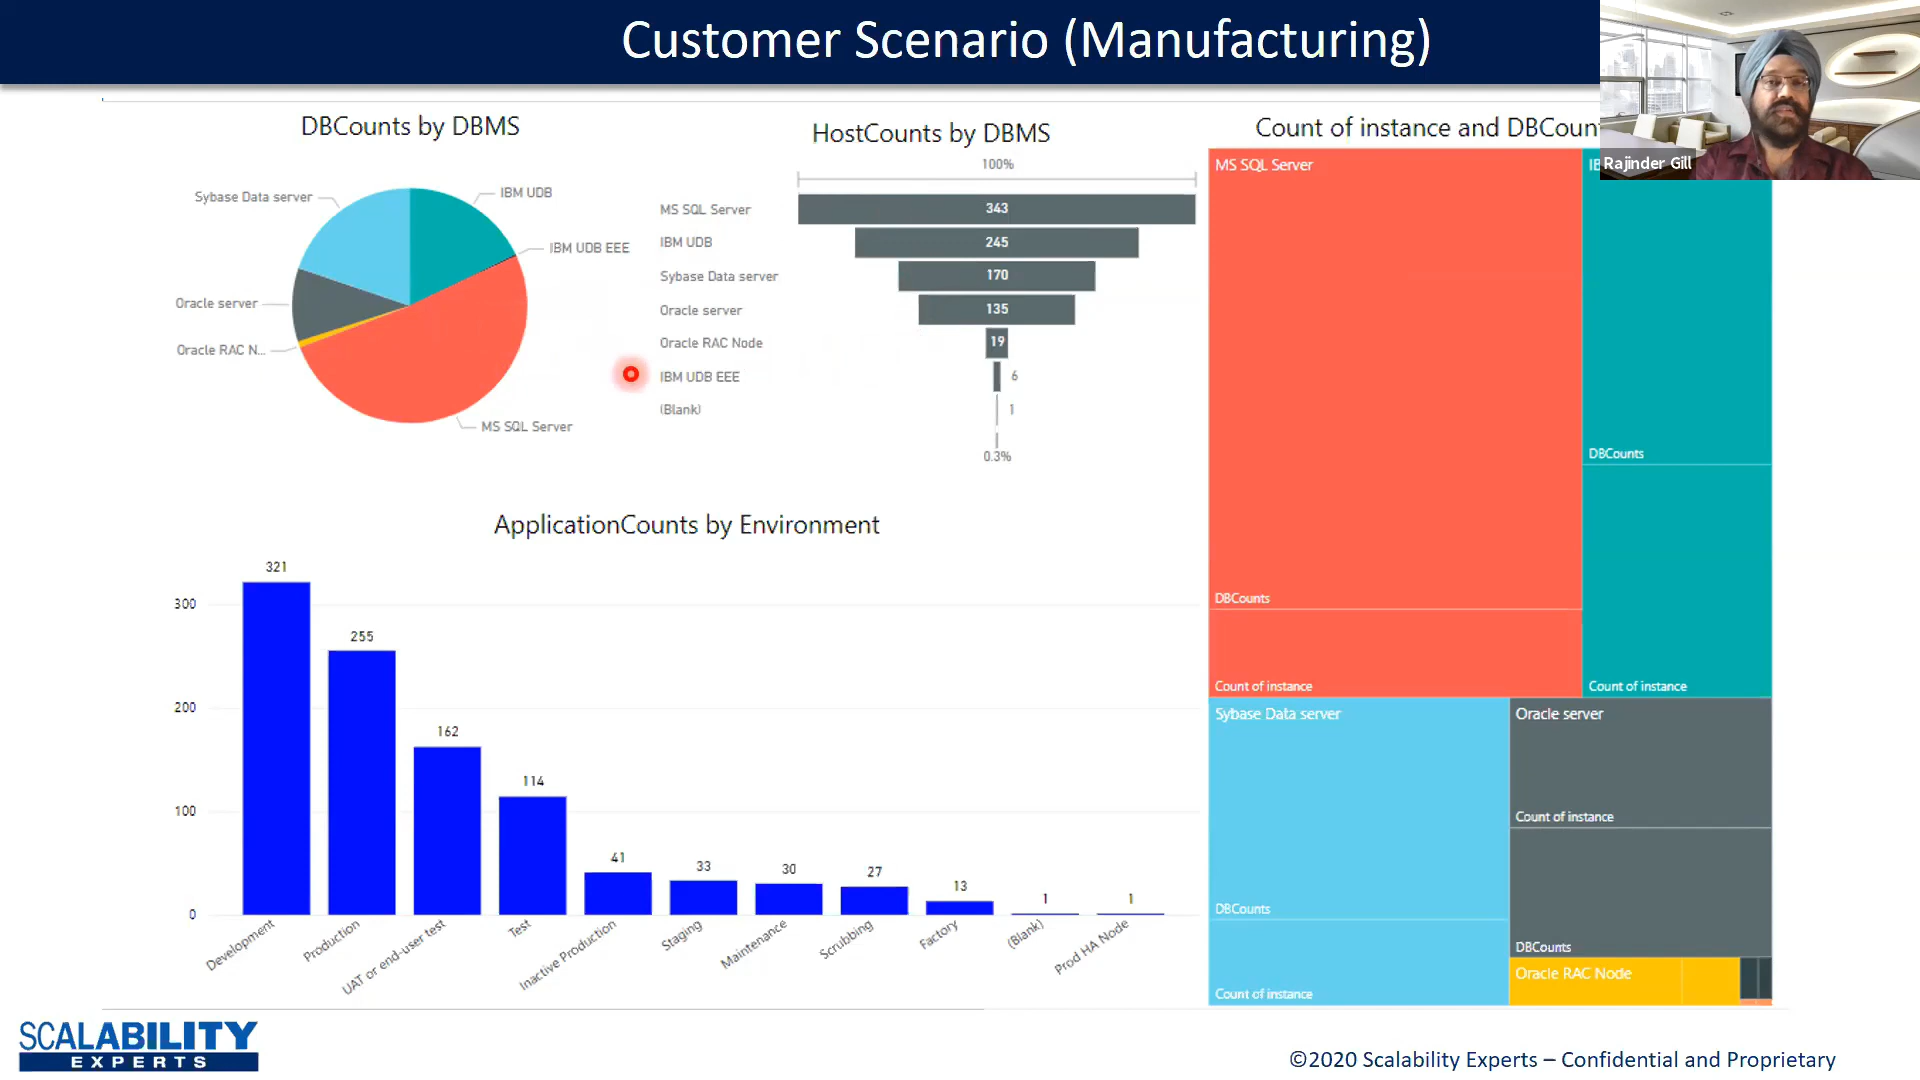 Customer Scenario (Manufacturing)
Rajinder Gill
DBCounts by DBMS
Sybase Data server
IBM UDB
IBM UDB EEE
Oracle server
Oracle RAC N...
MS SQL Server
HostCounts by DBMS
100%
MS SQL Server
343
IBM UDB
245
Sybase Data server
170
Oracle server
135
Oracle RAC Node
19
IBM UDB EEE
6
(Blank)
1
0.3%
ApplicationCounts by Environment
300
200
100
0
321
255
162
114
41
33
30
27
13
1
1
Development
Production
UAT or end-user test
Test
Inactive Production
Staging
Maintenance
Scrubbing
Factory
(Blank)
Prod HA Node
Count of instance and DBCoun
MS SQL Server
DBCounts
Count of instance
IB
DBCounts
Count of instance
Sybase Data server
DBCounts
Count of instance
Oracle server
Count of instance
DBCounts
Oracle RAC Node
SCALABILITY
EXPERTS
©2020 Scalability Experts – Confidential and Proprietary